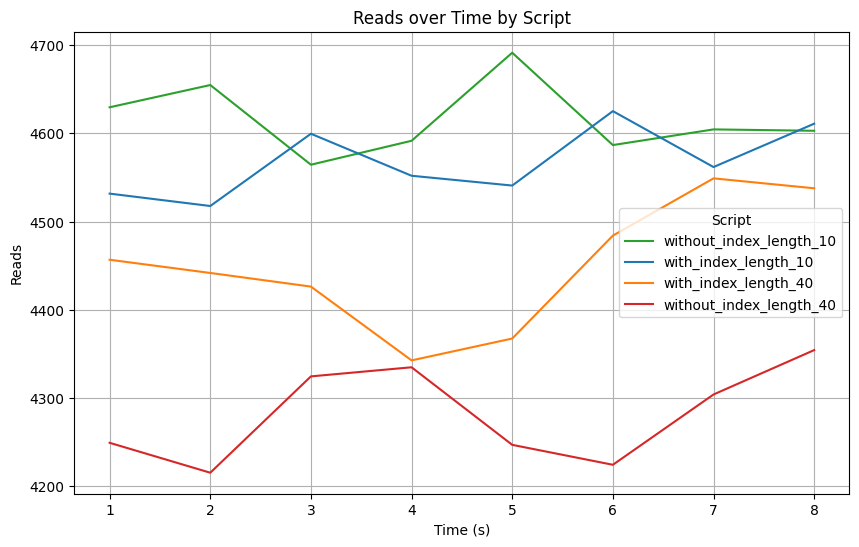 Reads over Time by Script
4700
4600
4500
4400
4300
4200
Reads
Script
without_index_length_10
with_index_length_10
with_index_length_40
without_index_length_40
1 2 3 4 5 6 7 8
Time (s)